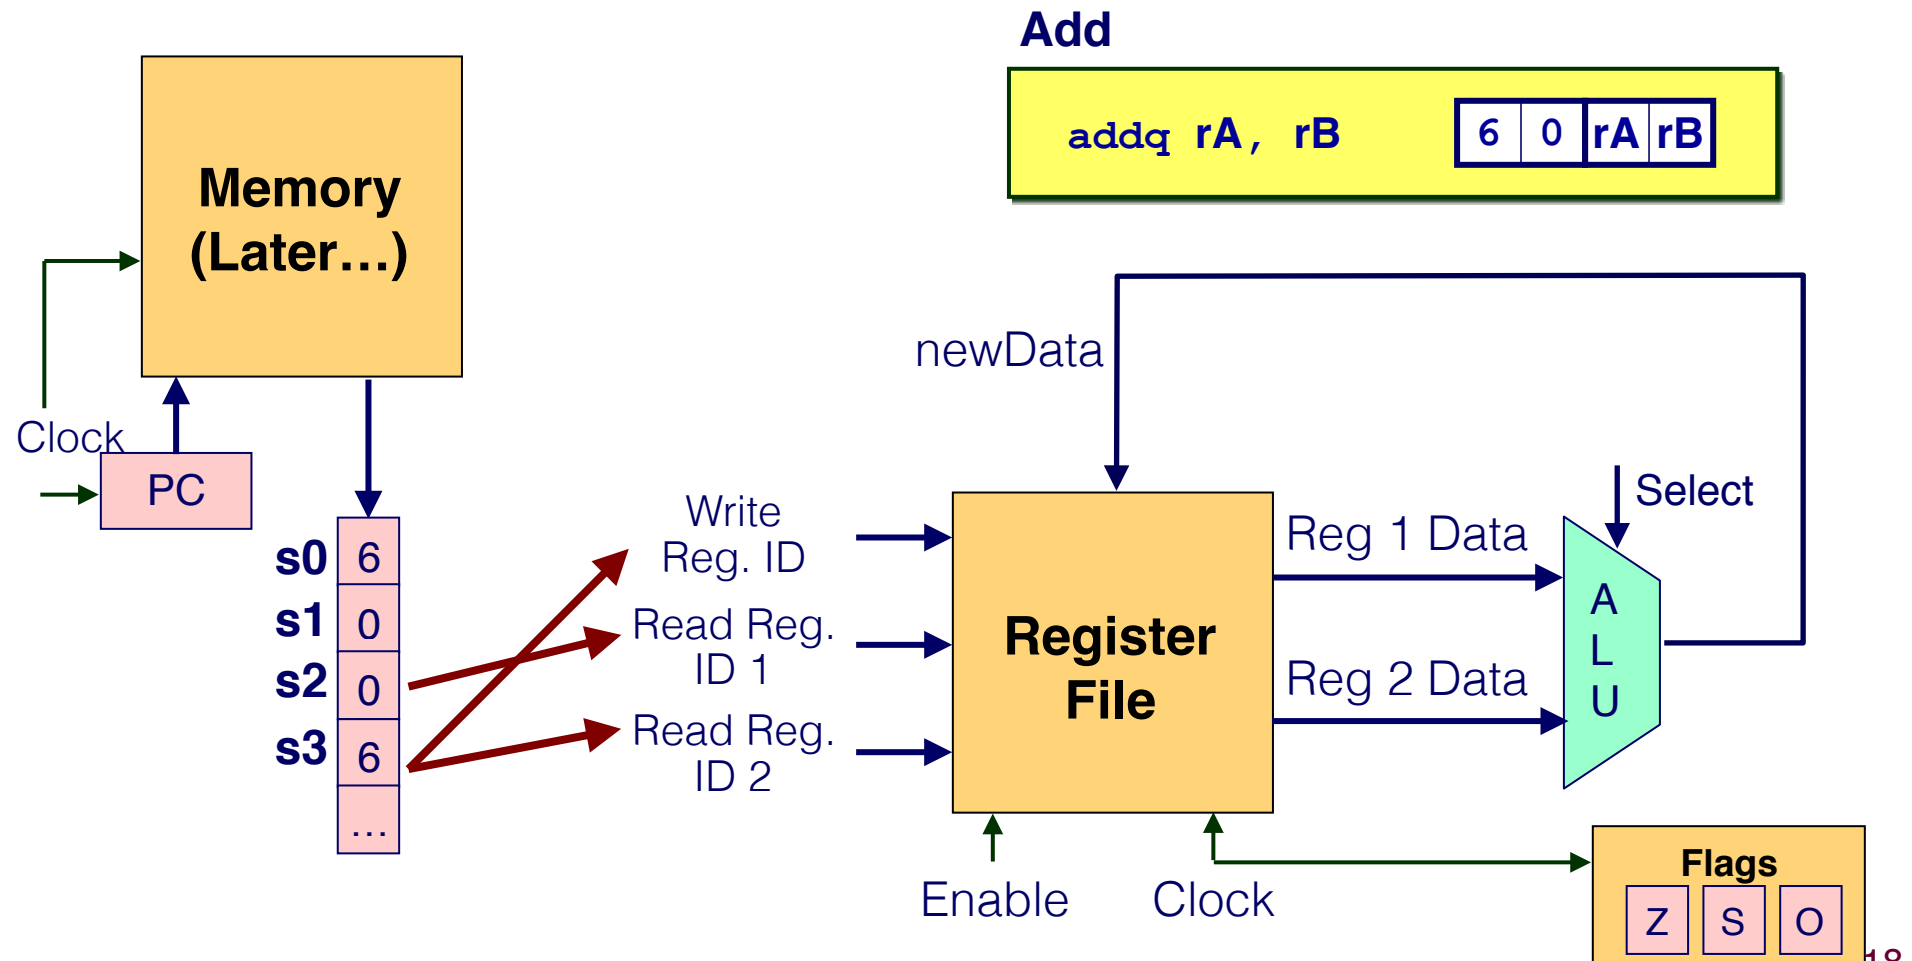 Add
addq rA, rB
6 0 rA rB
Memory
(Later…)
newData
Clock
PC
Select
Write
Reg. ID
Reg 1 Data
s0 6
s1 0
s2 0
s3 6
...
Read Reg.
ID 1
Read Reg.
ID 2
Register
File
Reg 2 Data
A
L
U
Enable
Clock
Flags
Z S O
18